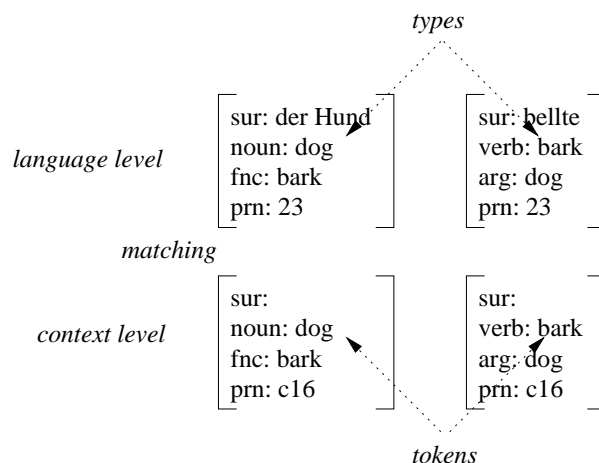 types
sur: der Hund
noun: dog
fnc: bark
prn: 23
sur: bellte
verb: bark
arg: dog
prn: 23
language level
matching
sur:
noun: dog
fnc: bark
prn: c16
sur:
verb: bark
arg: dog
prn: c16
context level
tokens